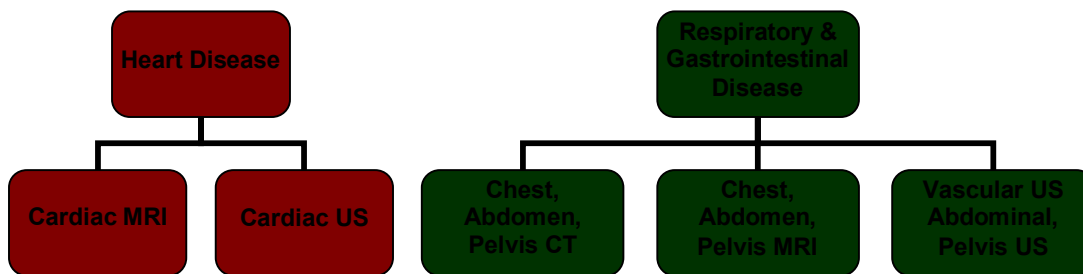 Heart Disease
Respiratory &
Gastrointestinal
Disease
Cardiac MRI
Cardiac US
Chest,
Abdomen,
Pelvis CT
Chest,
Abdomen,
Pelvis MRI
Vascular US
Abdominal,
Pelvis US